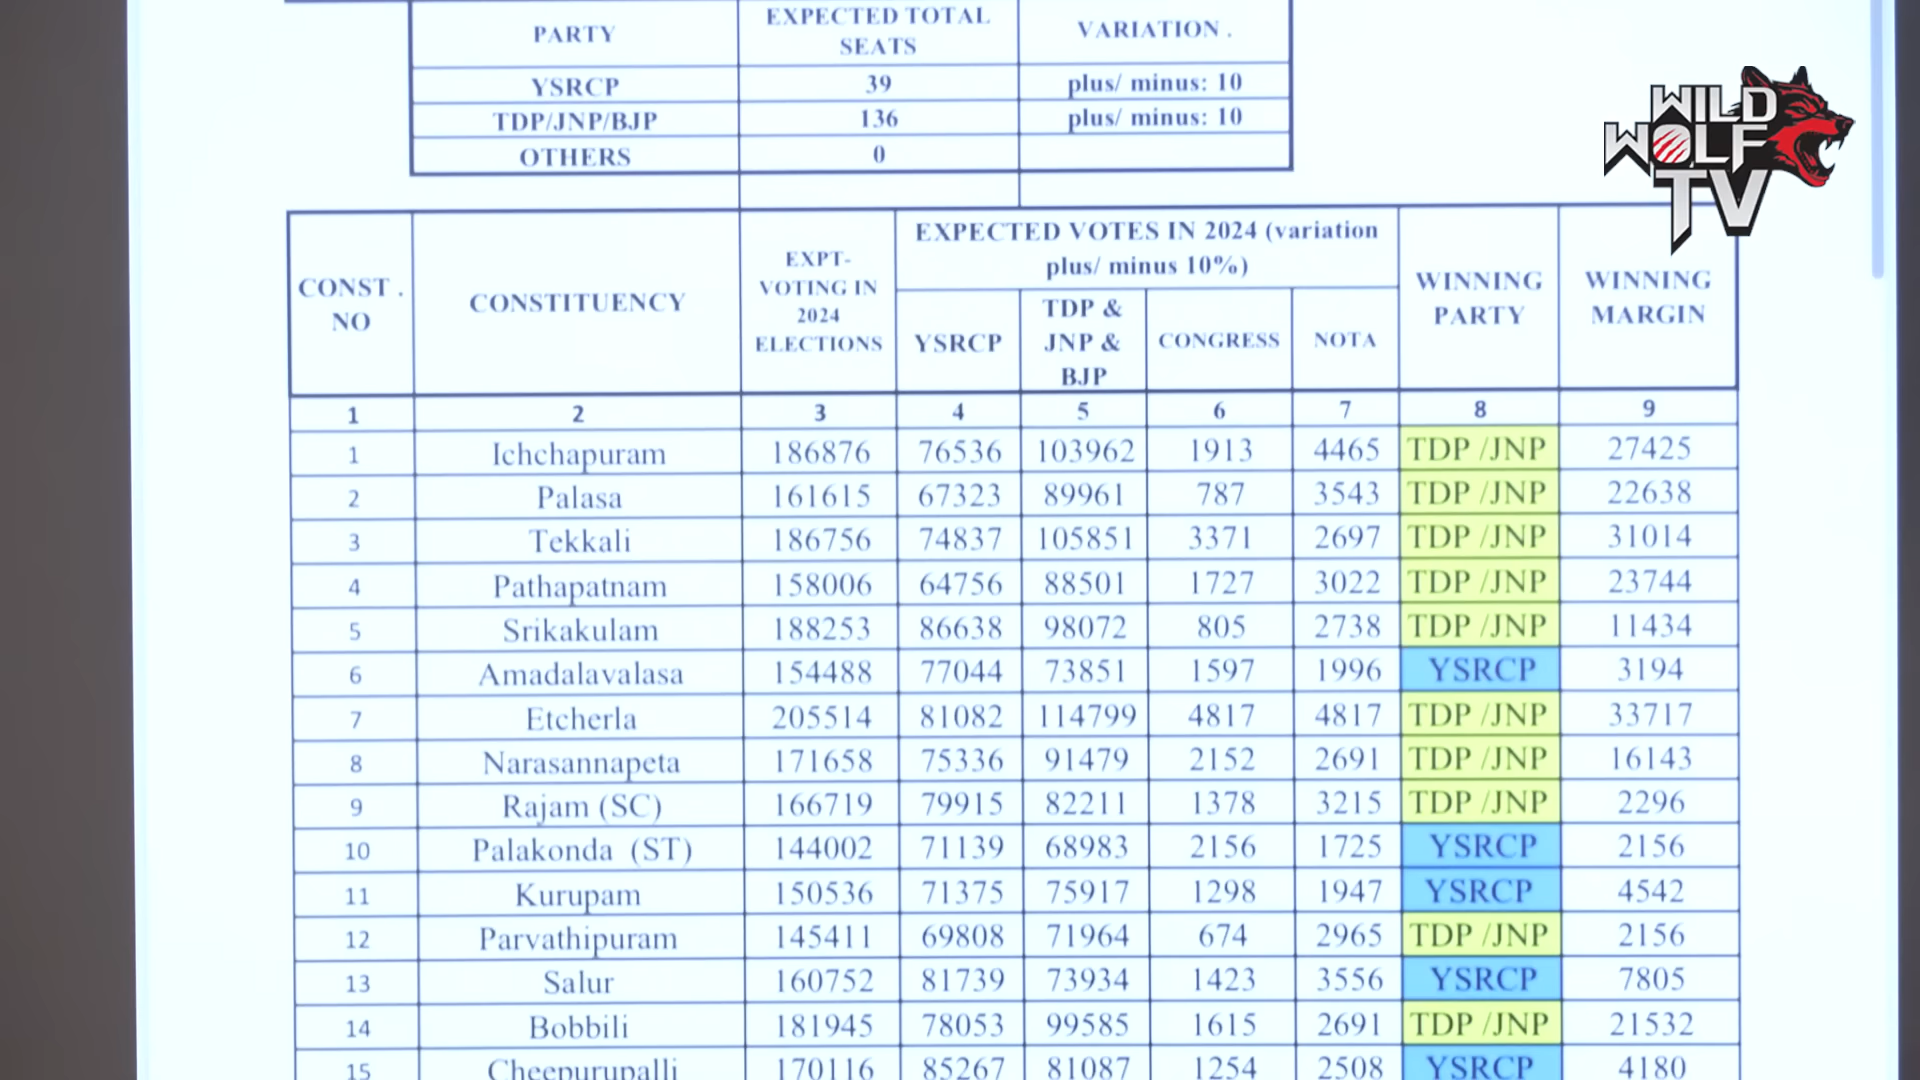 PARTY EXPECTED TOTAL SEATS VARIATION .
YSRCP 39 plus/ minus: 10
TDP/JNP/BJP 136 plus/ minus: 10
OTHERS 0
WILD
WOLF
TV
CONST . NO CONSTITUENCY EXPT- VOTING IN 2024 ELECTIONS EXPECTED VOTES IN 2024 (variation plus/ minus 10%) WINNING PARTY WINNING MARGIN
YSRCP TDP & JNP & BJP CONGRESS NOTA
1 2 3 4 5 6 7 8 9
1 Ichchapuram 186876 76536 103962 1913 4465 TDP /JNP 27425
2 Palasa 161615 67323 89961 787 3543 TDP /JNP 22638
3 Tekkali 186756 74837 105851 3371 2697 TDP /JNP 31014
4 Pathapatnam 158006 64756 88501 1727 3022 TDP /JNP 23744
5 Srikakulam 188253 86638 98072 805 2738 TDP /JNP 11434
6 Amadalavalasa 154488 77044 73851 1597 1996 YSRCP 3194
7 Etcherla 205514 81082 114799 4817 4817 TDP /JNP 33717
8 Narasannapeta 171658 75336 91479 2152 2691 TDP /JNP 16143
9 Rajam (SC) 166719 79915 82211 1378 3215 TDP /JNP 2296
10 Palakonda (ST) 144002 71139 68983 2156 1725 YSRCP 2156
11 Kurupam 150536 71375 75917 1298 1947 YSRCP 4542
12 Parvathipuram 145411 69808 71964 674 2965 TDP /JNP 2156
13 Salur 160752 81739 73934 1423 3556 YSRCP 7805
14 Bobbili 181945 78053 99585 1615 2691 TDP /JNP 21532
15 Cheepurupalli 170116 85267 81087 1254 2508 YSRCP 4180